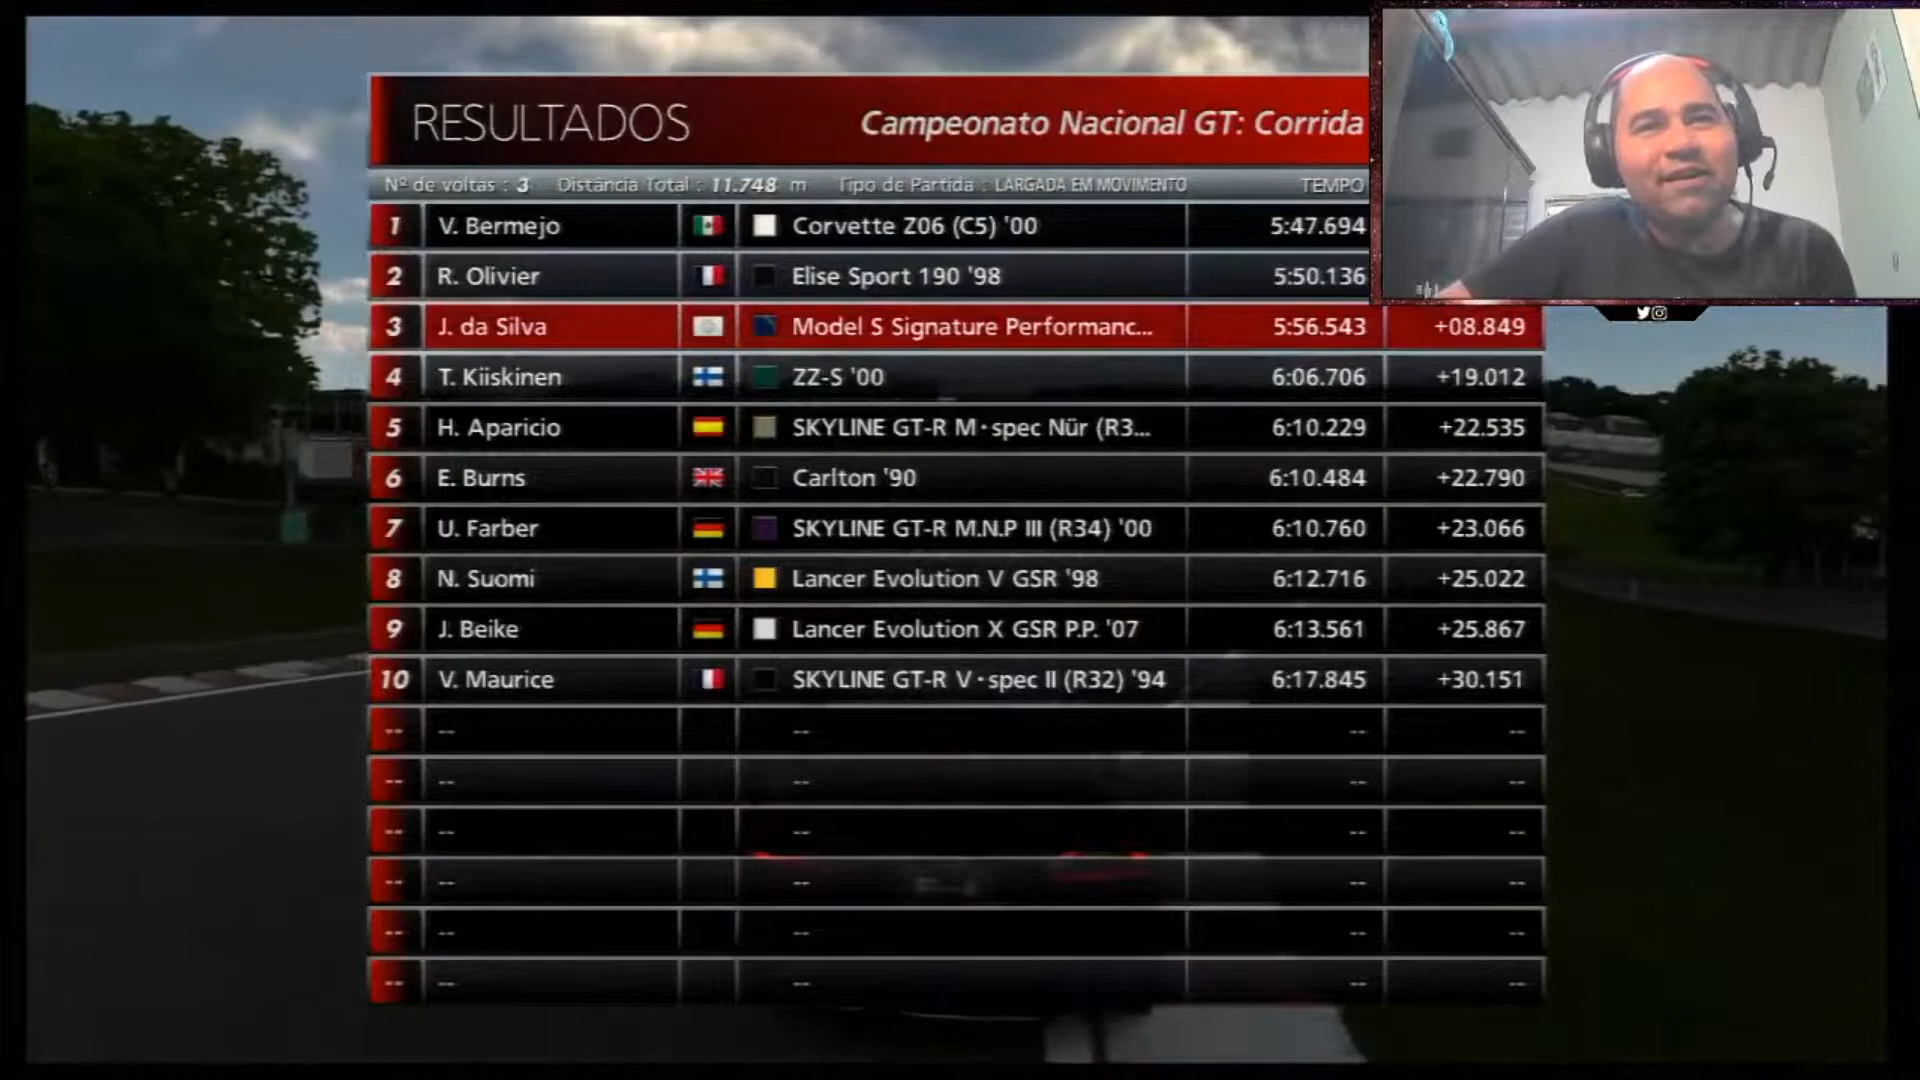 RESULTADOS Campeonato Nacional GT: Corrida
Nº de voltas : 3 Distância Total : 11.748 m Tipo de Partida : LARGADA EM MOVIMENTO TEMPO
1 V. Bermejo Corvette Z06 (C5) '00 5:47.694
2 R. Olivier Elise Sport 190 '98 5:50.136
3 J. da Silva Model S Signature Performanc... 5:56.543 +08.849
4 T. Kiiskinen ZZ-S '00 6:06.706 +19.012
5 H. Aparicio SKYLINE GT-R M·spec Nür (R3... 6:10.229 +22.535
6 E. Burns Carlton '90 6:10.484 +22.790
7 U. Farber SKYLINE GT-R M.N.P III (R34) '00 6:10.760 +23.066
8 N. Suomi Lancer Evolution V GSR '98 6:12.716 +25.022
9 J. Beike Lancer Evolution X GSR P.P. '07 6:13.561 +25.867
10 V. Maurice SKYLINE GT-R V·spec II (R32) '94 6:17.845 +30.151
-- -- -- -- --
-- -- -- -- --
-- -- -- -- --
-- -- -- -- --
-- -- -- -- --
-- -- -- -- --